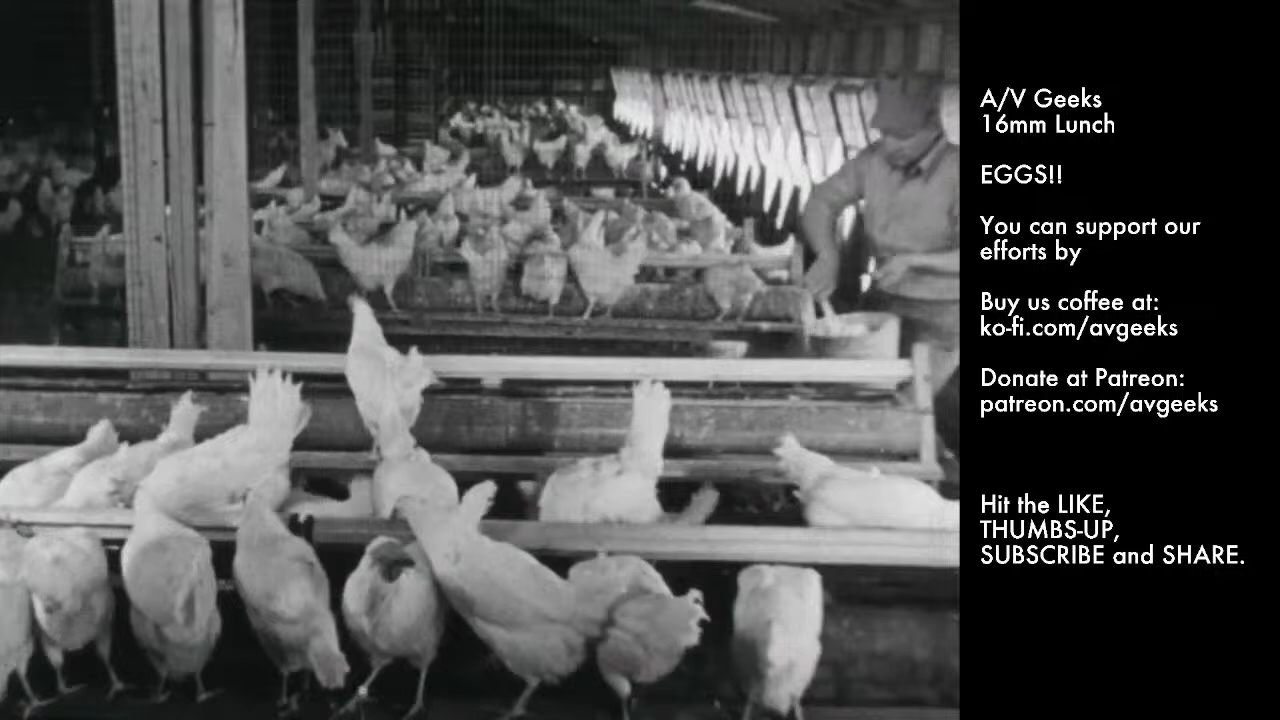 A/V Geeks
16mm Lunch
EGGS!!
You can support our
efforts by
Buy us coffee at:
ko-fi.com/avgeeks
Donate at Patreon:
patreon.com/avgeeks
Hit the LIKE,
THUMBS-UP,
SUBSCRIBE and SHARE.